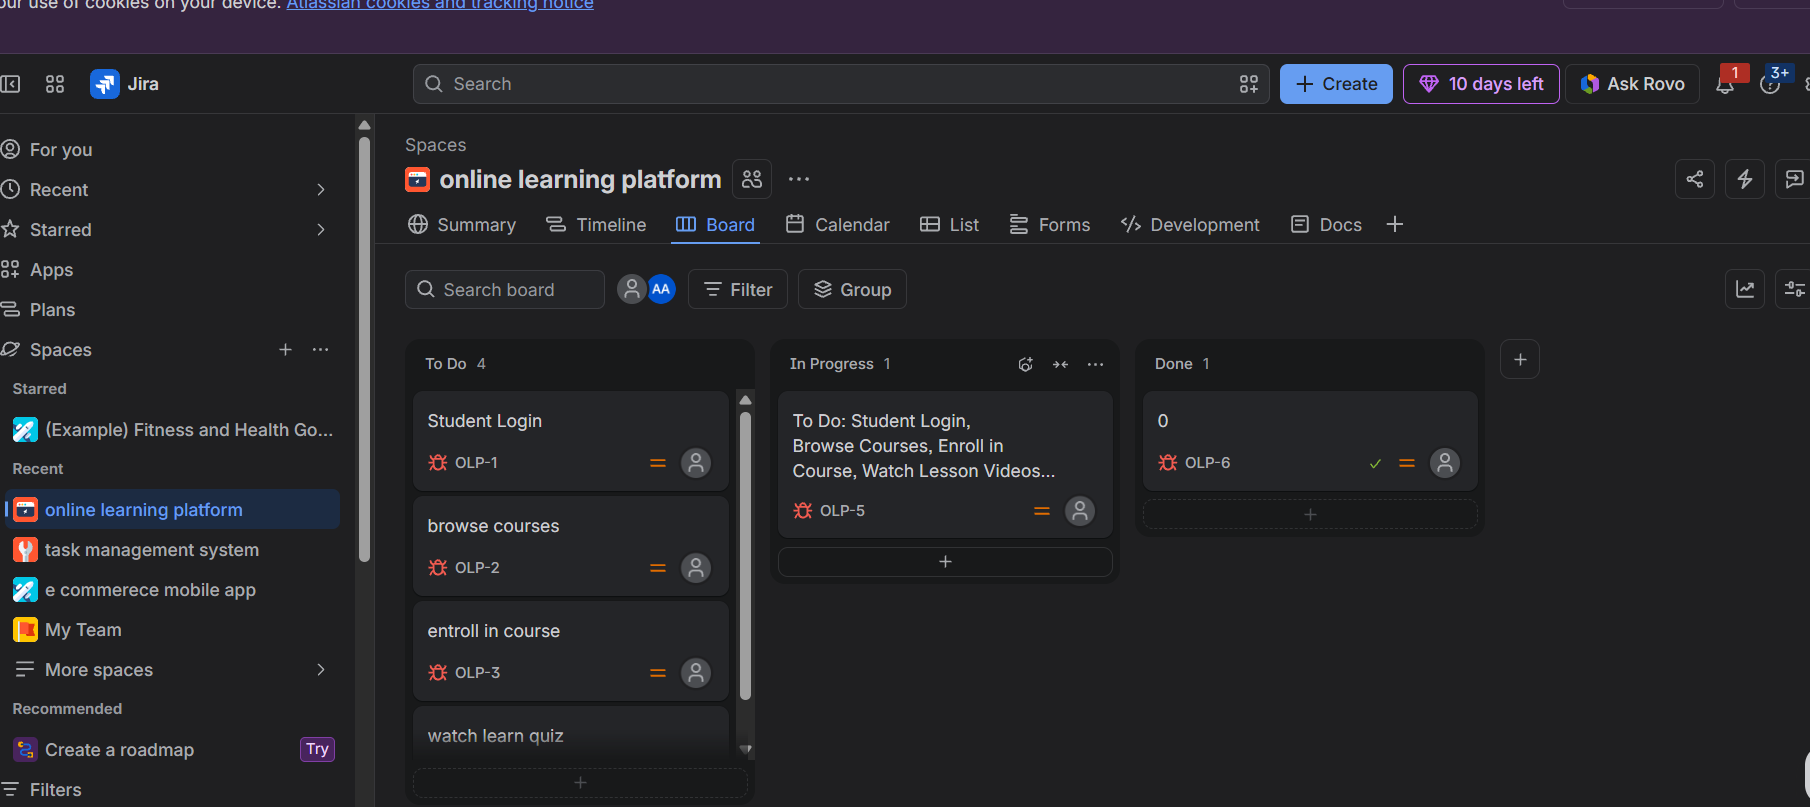 our use of cookies on your device. Atlassian cookies and tracking notice
Jira
Search
Create
10 days left
Ask Rovo
1
3+
For you
Recent
Starred
Apps
Plans
Spaces
Starred
(Example) Fitness and Health Go...
Recent
online learning platform
task management system
e commerece mobile app
My Team
More spaces
Recommended
Create a roadmap
Try
Filters
Spaces
online learning platform
Summary
Timeline
Board
Calendar
List
Forms
Development
Docs
Search board
AA
Filter
Group
To Do 4
Student Login
OLP-1
browse courses
OLP-2
entroll in course
OLP-3
watch learn quiz
In Progress 1
To Do: Student Login,
Browse Courses, Enroll in
Course, Watch Lesson Videos...
OLP-5
Done 1
0
OLP-6